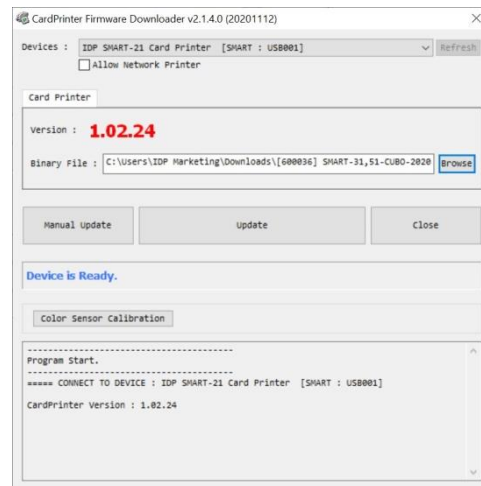 CardPrinter Firmware Downloader v2.1.4.0 (20201112)
Devices : IDP SMART-21 Card Printer [SMART : USB001] Refresh
Allow Network Printer
Card Printer
Version : 1.02.24
Binary File : C:\Users\IDP Marketing\Downloads\[600036] SMART-31,51-CUBO-2020 Browse
Manual Update Update Close
Device is Ready.
Color Sensor Calibration
---------------------------------------
Program Start.
---------------------------------------
===== CONNECT TO DEVICE : IDP SMART-21 Card Printer [SMART : USB001]
CardPrinter Version : 1.02.24